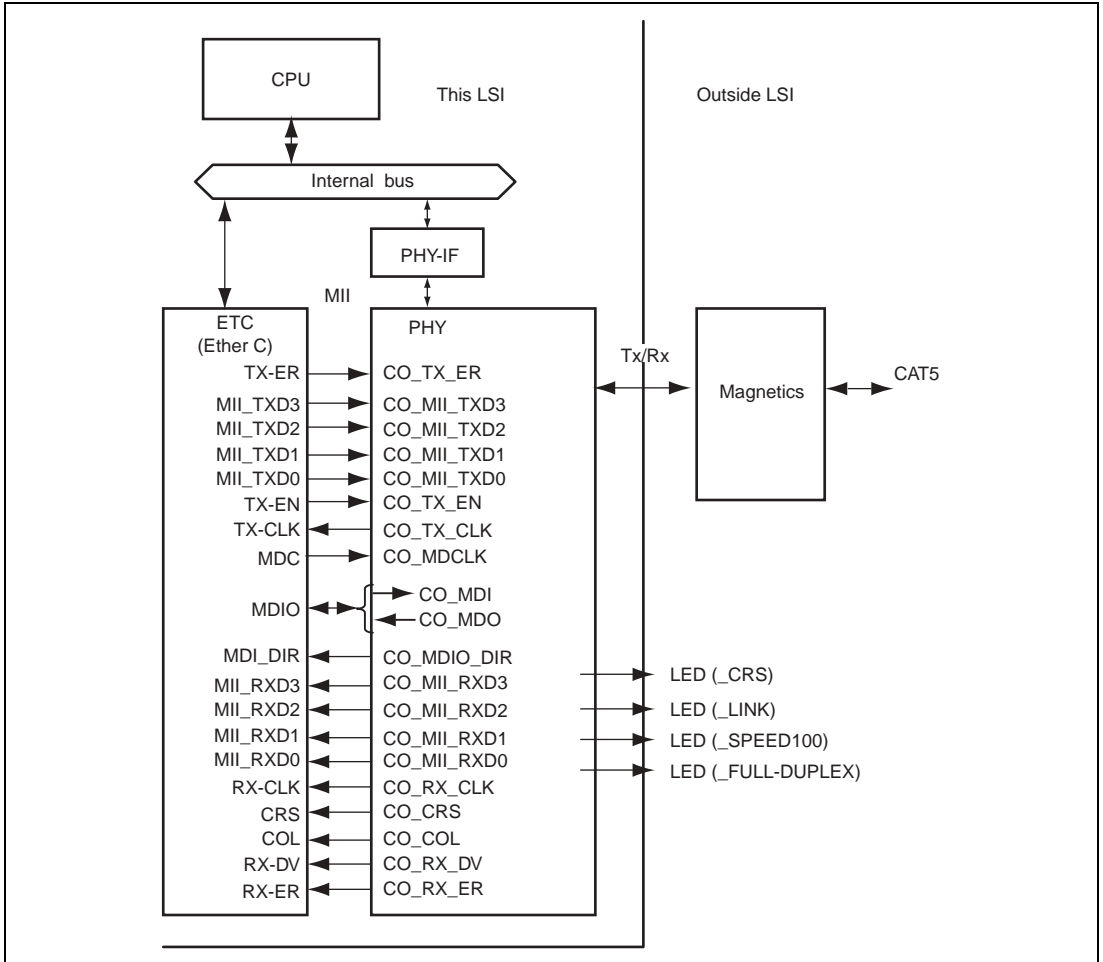 CPU
This LSI
Outside LSI
Internal bus
PHY-IF
MII
ETC
(Ether C)
PHY
Tx/Rx
Magnetics
CAT5
TX-ER CO_TX_ER
MII_TXD3 CO_MII_TXD3
MII_TXD2 CO_MII_TXD2
MII_TXD1 CO_MII_TXD1
MII_TXD0 CO_MII_TXD0
TX-EN CO_TX_EN
TX-CLK CO_TX_CLK
MDC CO_MDCLK
MDIO
CO_MDI
CO_MDO
MDI_DIR CO_MDIO_DIR
MII_RXD3 CO_MII_RXD3
MII_RXD2 CO_MII_RXD2
MII_RXD1 CO_MII_RXD1
MII_RXD0 CO_MII_RXD0
RX-CLK CO_RX_CLK
CRS CO_CRS
COL CO_COL
RX-DV CO_RX_DV
RX-ER CO_RX_ER
LED (_CRS)
LED (_LINK)
LED (_SPEED100)
LED (_FULL-DUPLEX)